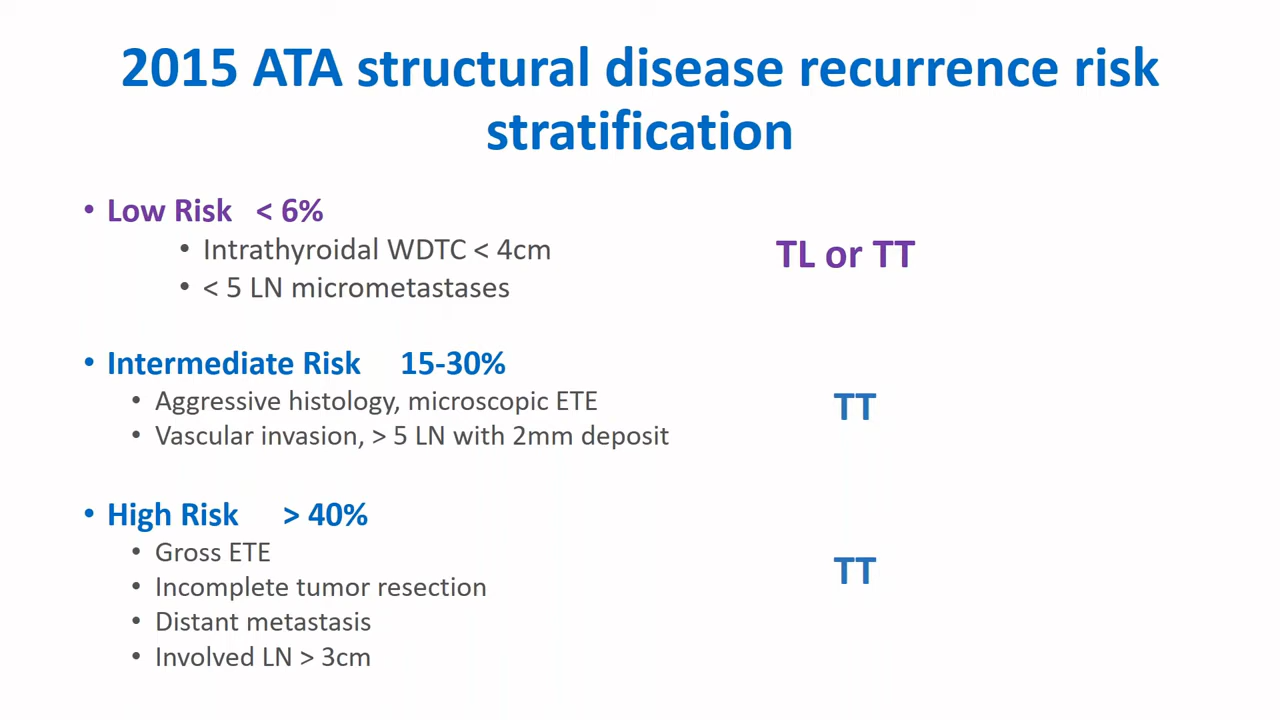 2015 ATA structural disease recurrence risk
stratification
• Low Risk < 6%
• Intrathyroidal WDTC < 4cm
• < 5 LN micrometastases
TL or TT
• Intermediate Risk 15-30%
• Aggressive histology, microscopic ETE
• Vascular invasion, > 5 LN with 2mm deposit
TT
• High Risk > 40%
• Gross ETE
• Incomplete tumor resection
• Distant metastasis
• Involved LN > 3cm
TT